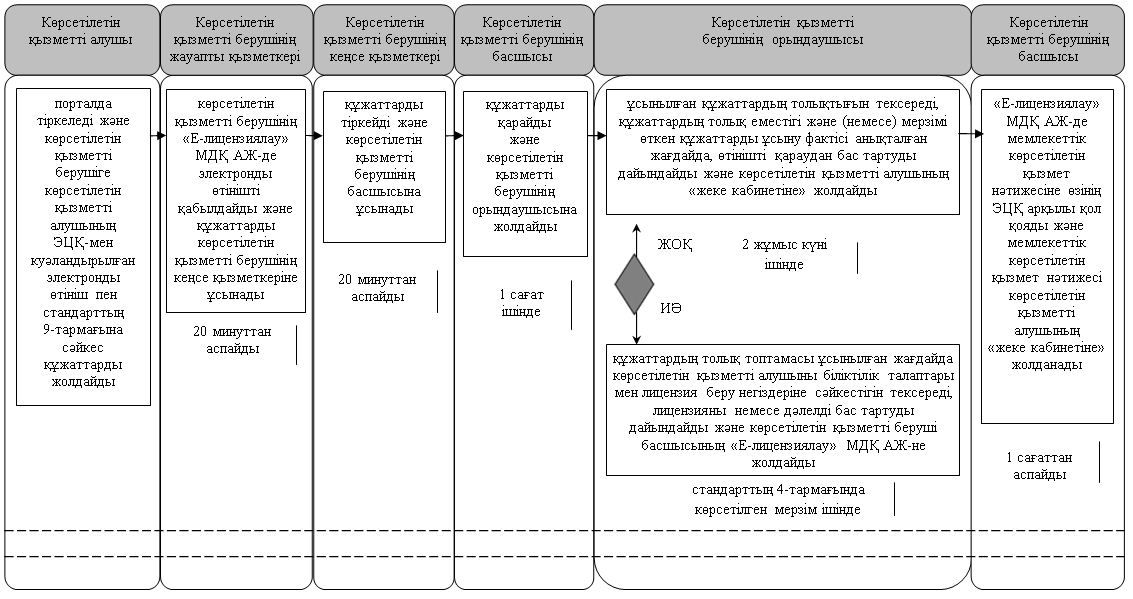 Көрсетілетін
қызметті алушы
Көрсетілетін
қызметті берушінің
жауапты қызметкері
Көрсетілетін
қызметті берушінің
кеңсе қызметкері
Көрсетілетін
қызметті берушінің
басшысы
Көрсетілетін қызметті
берушінің орындаушысы
Көрсетілетін
қызметті берушінің
басшысы
порталда
тіркеледі және
көрсетілетін
қызметті
берушіге
көрсетілетін
қызметті
алушының
ЭЦҚ-мен
куәландырылған
электронды
өтініш пен
стандарттың
9-тармағына
сәйкес
құжаттарды
жолдайды
көрсетілетін
қызметті берушінің
«Е-лицензиялау»
МДҚ АЖ-де
электронды
өтінішті
қабылдайды және
құжаттарды
көрсетілетін
қызметті берушінің
кеңсе қызметкеріне
ұсынады
20 минуттан
аспайды
құжаттарды
тіркейді және
көрсетілетін
қызметті
берушінің
басшысына
ұсынады
20 минуттан
аспайды
құжаттарды
қарайды
және
көрсетілетін
қызметті
берушінің
орындаушысына
жолдайды
1 сағат
ішінде
ұсынылған құжаттардың толықтығын тексереді,
құжаттардың толық еместігі және (немесе) мерзімі
өткен құжаттарды ұсыну фактісі анықталған
жағдайда, өтінішті қараудан бас тартуды
дайындайды және көрсетілетін қызметті алушының
«жеке кабинетіне» жолдайды
ЖОҚ
2 жұмыс күні
ішінде
ИӘ
құжаттардың толық топтамасы ұсынылған жағдайда
көрсетілетін қызметті алушыны біліктілік талаптары
мен лицензия беру негіздеріне сәйкестігін тексереді,
лицензияны немесе дәлелді бас тартуды
дайындайды және көрсетілетін қызметті беруші
басшысының «Е-лицензиялау» МДҚ АЖ-не
жолдайды
стандарттың 4-тармағында
көрсетілген мерзім ішінде
«Е-лицензиялау»
МДҚ АЖ-де
мемлекеттік
көрсетілетін
қызмет
нәтижесіне өзінің
ЭЦҚ арқылы қол
қояды және
мемлекеттік
көрсетілетін
қызмет нәтижесі
көрсетілетін
қызметті
алушының
«жеке кабинетіне»
жолданады
1 сағаттан
аспайды